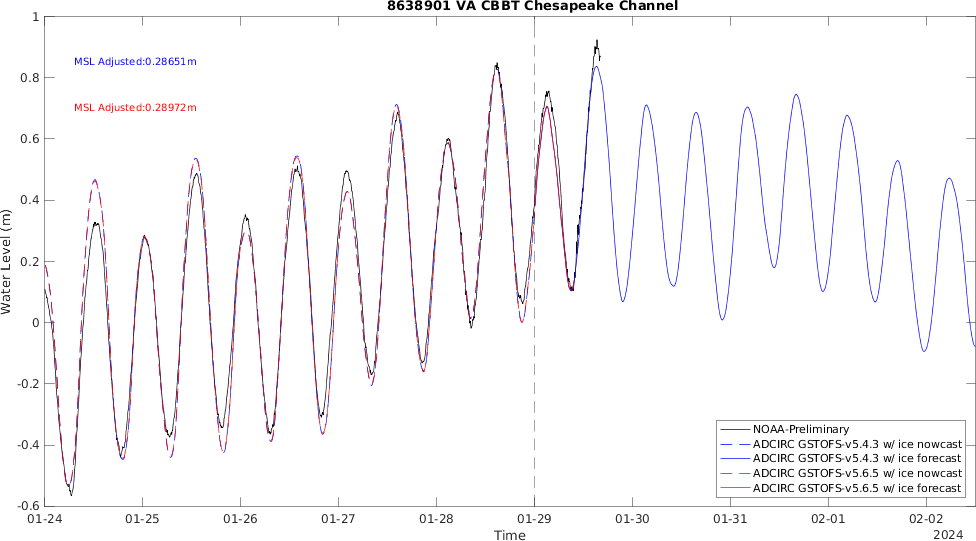 8638901 VA CBBT Chesapeake Channel
1
0.8
0.6
0.4
0.2
0
-0.2
-0.4
-0.6
Water Level (m)
MSL Adjusted:0.28651m
MSL Adjusted:0.28972m
NOAA-Preliminary
ADCIRC GSTOFS-v5.4.3 w/ ice nowcast
ADCIRC GSTOFS-v5.4.3 w/ ice forecast
ADCIRC GSTOFS-v5.6.5 w/ ice nowcast
ADCIRC GSTOFS-v5.6.5 w/ ice forecast
01-24 01-25 01-26 01-27 01-28 01-29 01-30 01-31 02-01 02-02
Time
2024